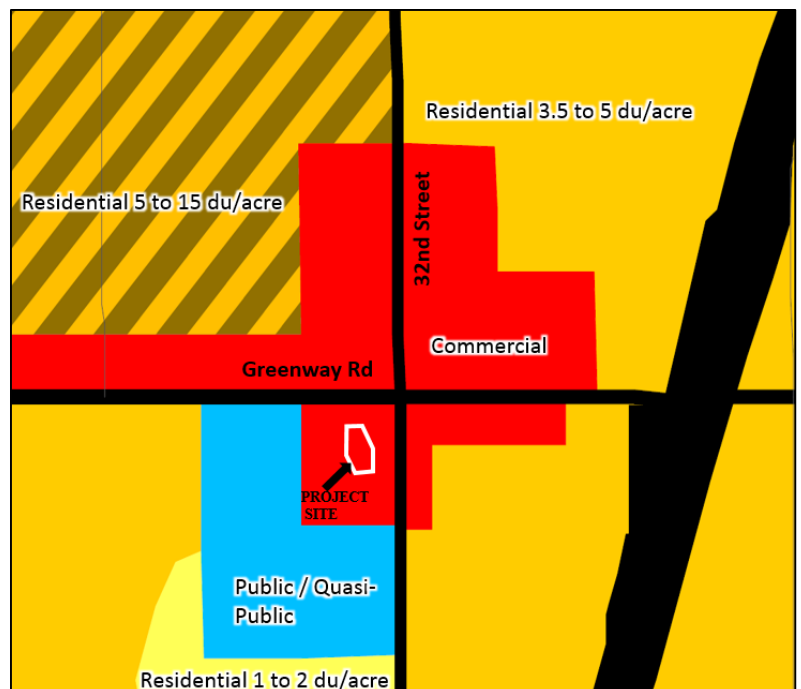 Residential 3.5 to 5 du/acre
Residential 5 to 15 du/acre
32nd Street
Commercial
Greenway Rd
PROJECT
SITE
Public / Quasi-
Public
Residential 1 to 2 du/acre